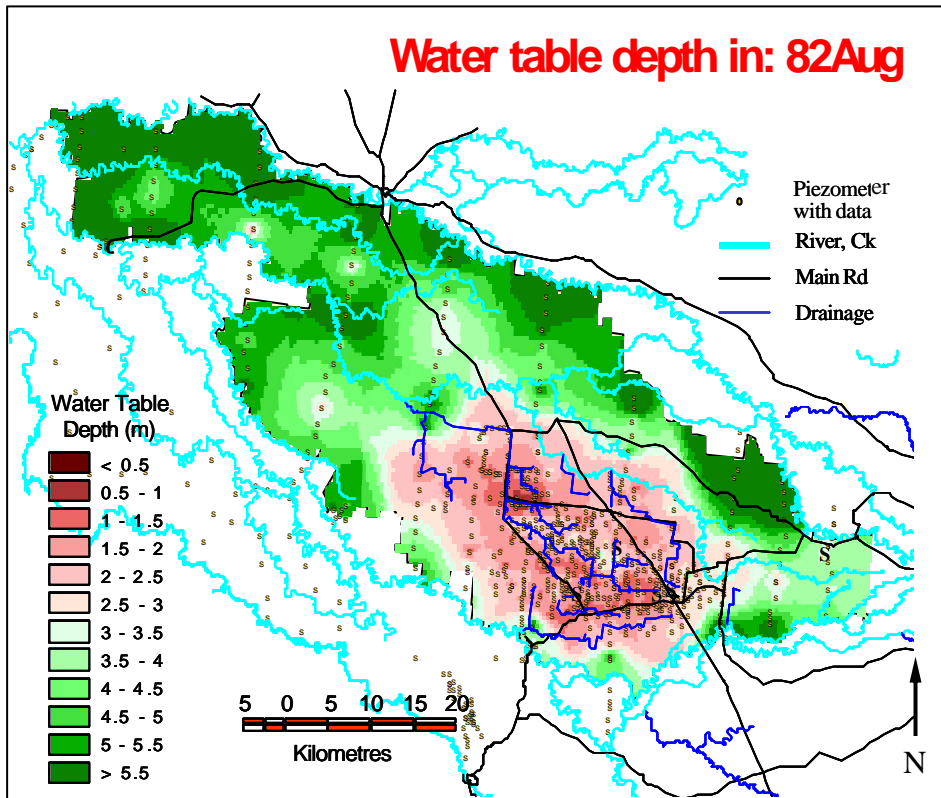 Water table depth in: 82Aug
Piezometer
with data
River, Ck
Main Rd
Drainage
Water Table
Depth (m)
< 0.5
0.5 - 1
1 - 1.5
1.5 - 2
2 - 2.5
2.5 - 3
3 - 3.5
3.5 - 4
4 - 4.5
4.5 - 5
5 - 5.5
> 5.5
5 0 5 10 15 20
Kilometres
N
S
S